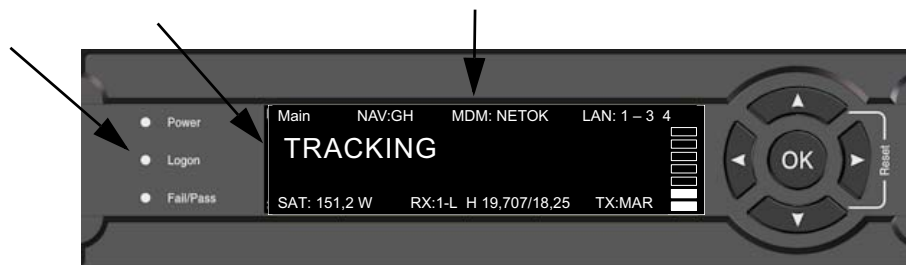 Main NAV:GH MDM: NETOK LAN: 1 – 3 4
Power
TRACKING
Logon
OK
Reset
Fail/Pass
SAT: 151,2 W RX:1-L H 19,707/18,25 TX:MAR